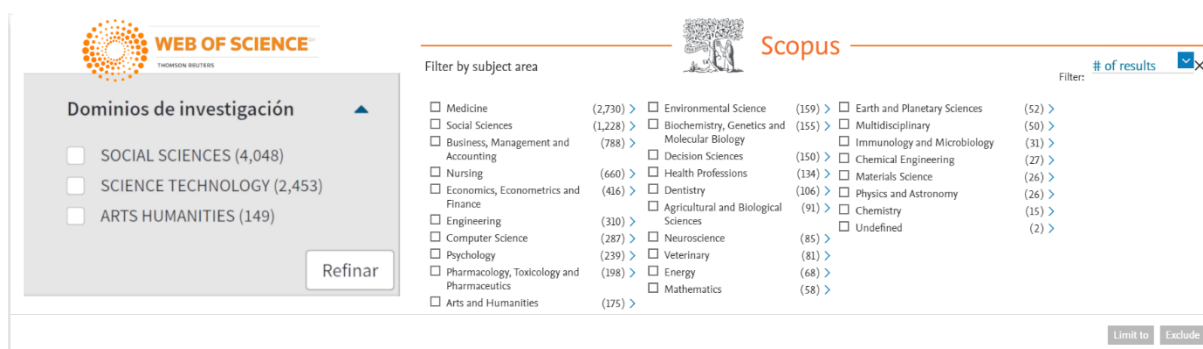 WEB OF SCIENCE™
THOMSON REUTERS
Dominios de investigación
SOCIAL SCIENCES (4,048)
SCIENCE TECHNOLOGY (2,453)
ARTS HUMANITIES (149)
Refinar
Scopus
Filter by subject area
Filter: # of results
Medicine (2,730)
Social Sciences (1,228)
Business, Management and (788)
Accounting
Nursing (660)
Economics, Econometrics and (416)
Finance
Engineering (310)
Computer Science (287)
Psychology (239)
Pharmacology, Toxicology and (198)
Pharmaceutics
Arts and Humanities (175)
Environmental Science (159)
Biochemistry, Genetics and (155)
Molecular Biology
Decision Sciences (150)
Health Professions (134)
Dentistry (106)
Agricultural and Biological (91)
Sciences
Neuroscience (85)
Veterinary (81)
Energy (68)
Mathematics (58)
Earth and Planetary Sciences (52)
Multidisciplinary (50)
Immunology and Microbiology (31)
Chemical Engineering (27)
Materials Science (26)
Physics and Astronomy (26)
Chemistry (15)
Undefined (2)
Limit to
Exclude